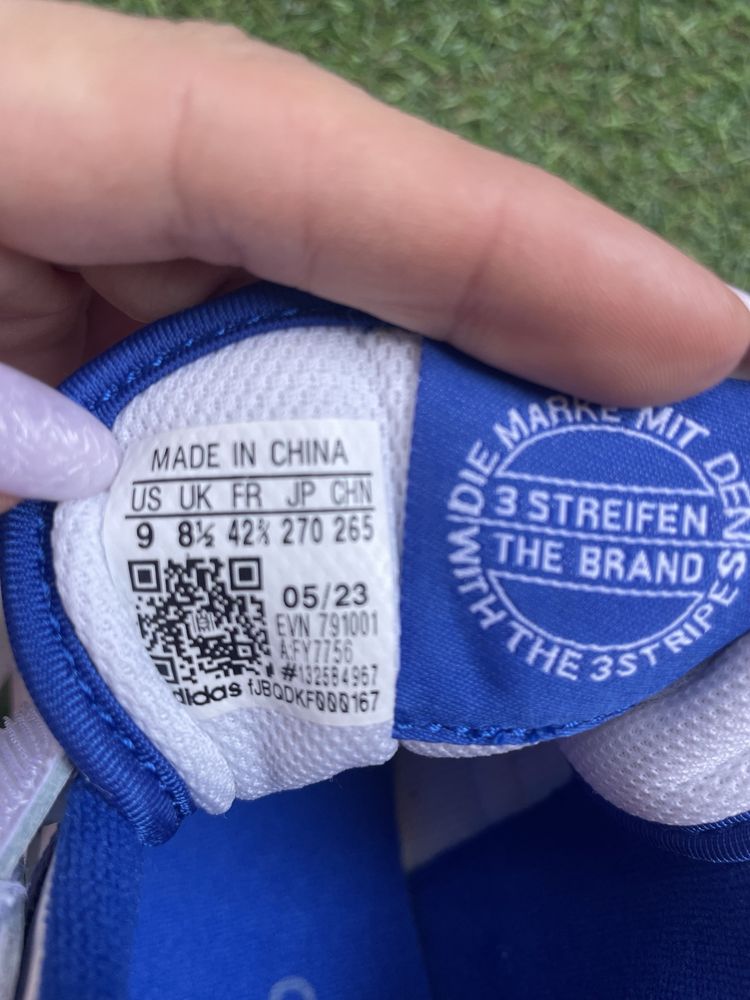 MADE IN CHINA
US UK FR JP CHN
9 8½ 42⅔ 270 265
05/23
EVN 791001
A:FY7756
#132584967
adidas fJBQDKF000167
DIE MARKE MIT DEN
3 STREIFEN
THE BRAND
WITH THE 3 STRIPES